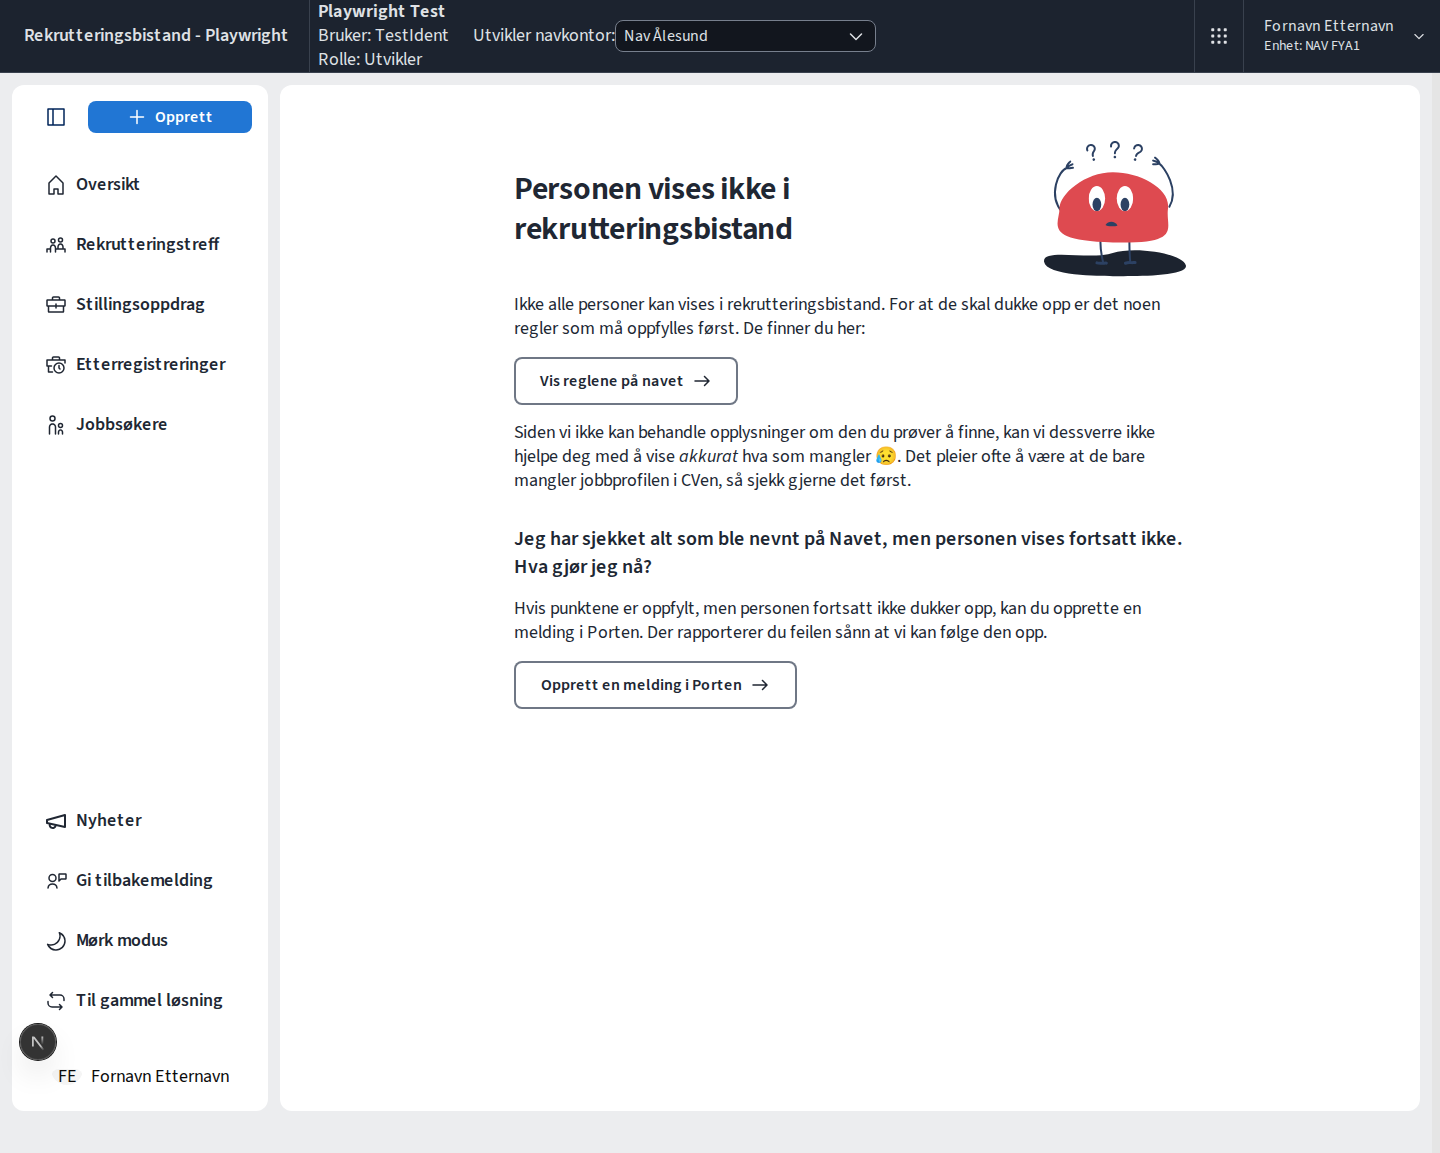 Rekrutteringsbistand - Playwright
Playwright Test
Bruker: TestIdent
Rolle: Utvikler
Utvikler navkontor:
Nav Ålesund
Fornavn Etternavn
Enhet: NAV FYA1
Opprett
Oversikt
Rekrutteringstreff
Stillingsoppdrag
Etterregistreringer
Jobbsøkere
Nyheter
Gi tilbakemelding
Mørk modus
Til gammel løsning
N
FE Fornavn Etternavn
? ? ?
Personen vises ikke i
rekrutteringsbistand
Ikke alle personer kan vises i rekrutteringsbistand. For at de skal dukke opp er det noen
regler som må oppfylles først. De finner du her:
Vis reglene på navet
Siden vi ikke kan behandle opplysninger om den du prøver å finne, kan vi dessverre ikke
hjelpe deg med å vise akkurat hva som mangler 😥. Det pleier ofte å være at de bare
mangler jobbprofilen i CVen, så sjekk gjerne det først.
Jeg har sjekket alt som ble nevnt på Navet, men personen vises fortsatt ikke.
Hva gjør jeg nå?
Hvis punktene er oppfylt, men personen fortsatt ikke dukker opp, kan du opprette en
melding i Porten. Der rapporterer du feilen sånn at vi kan følge den opp.
Opprett en melding i Porten